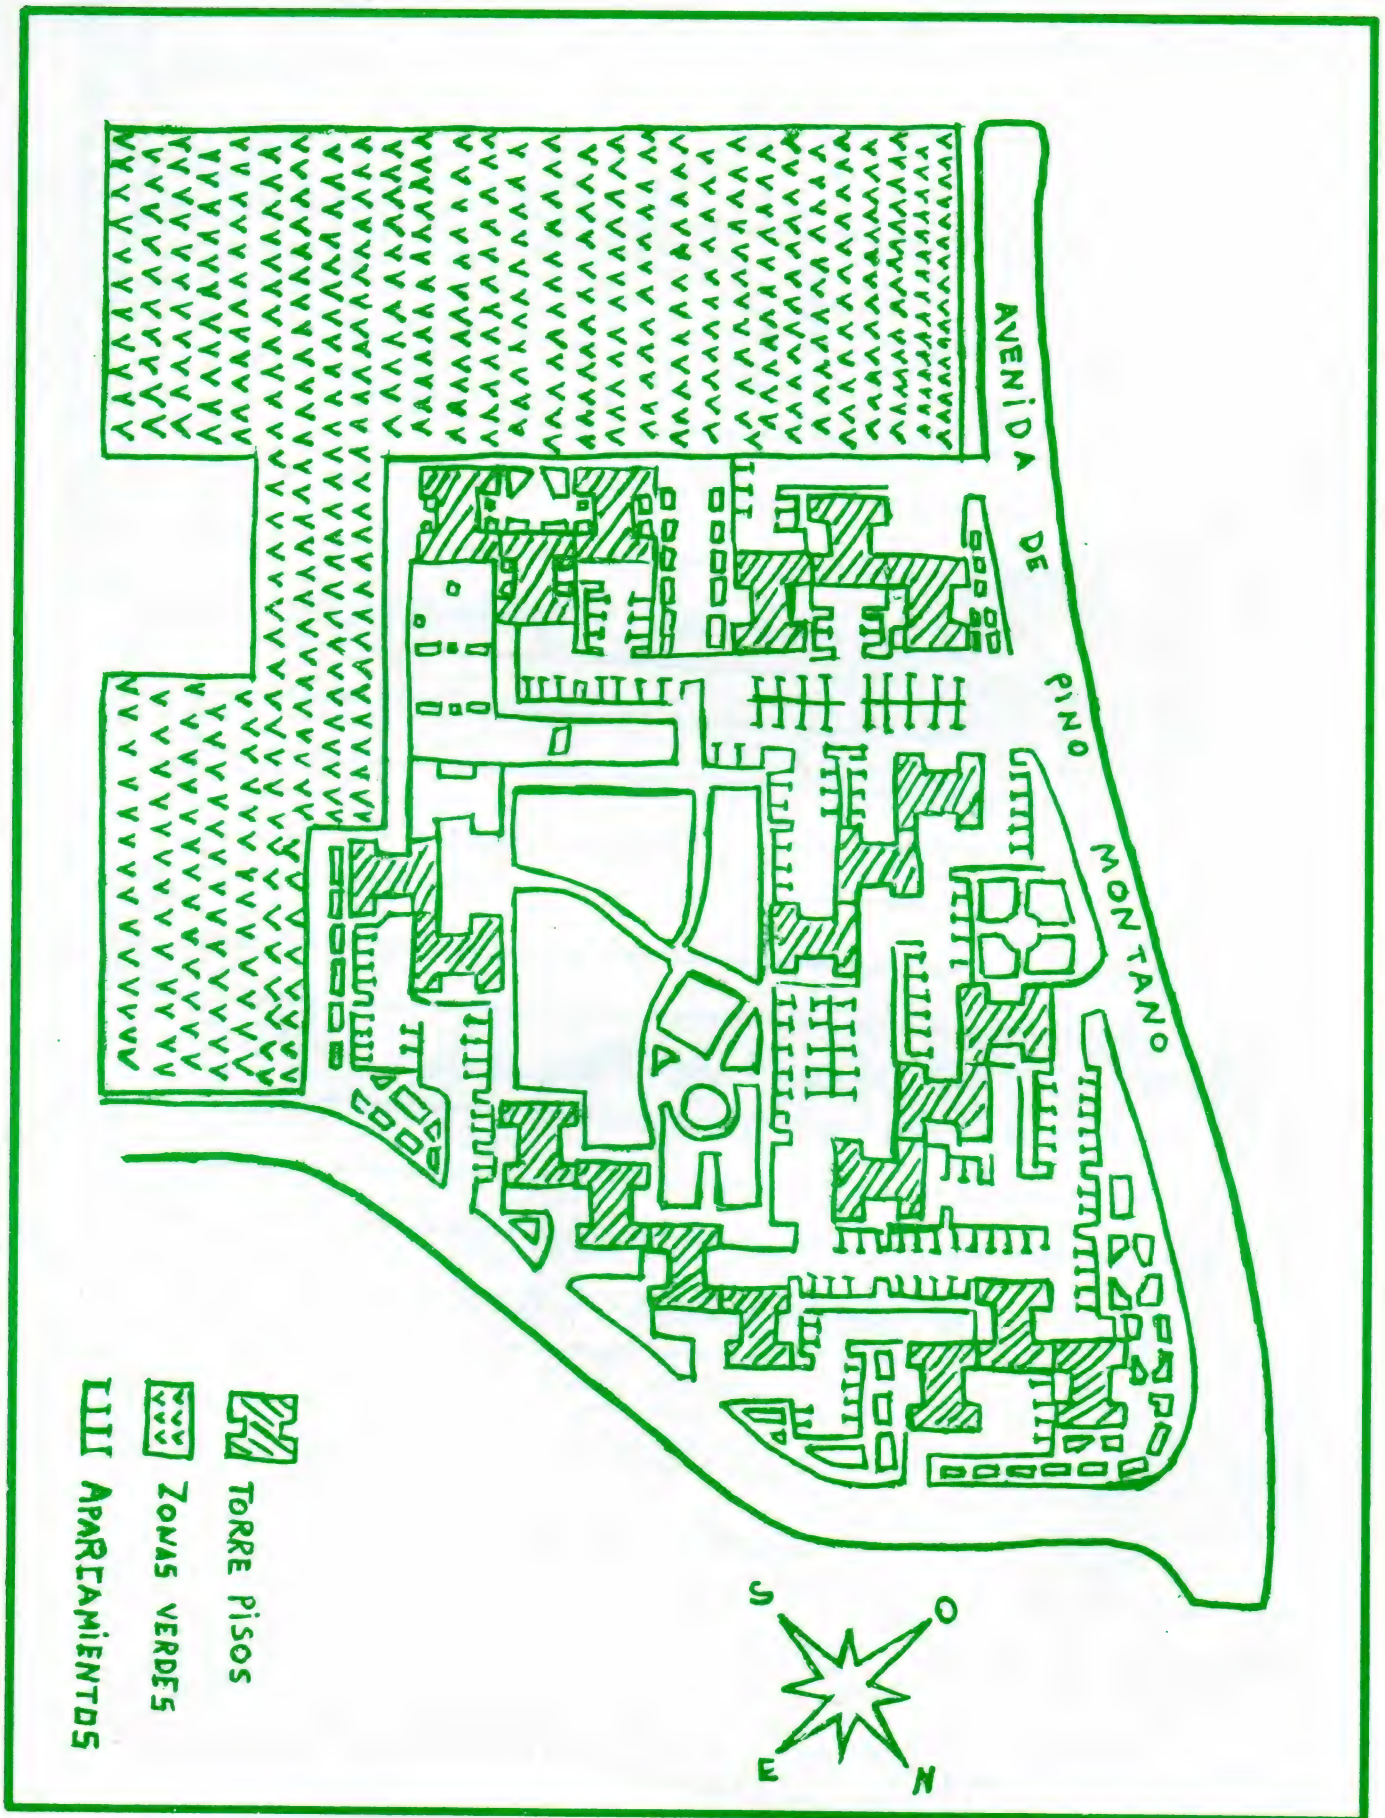 AVENiDA DE PiNO MONTANO
S
O
E
N
TORRE PiSOS
ZONAS VERDES
APARCAMIENTOS